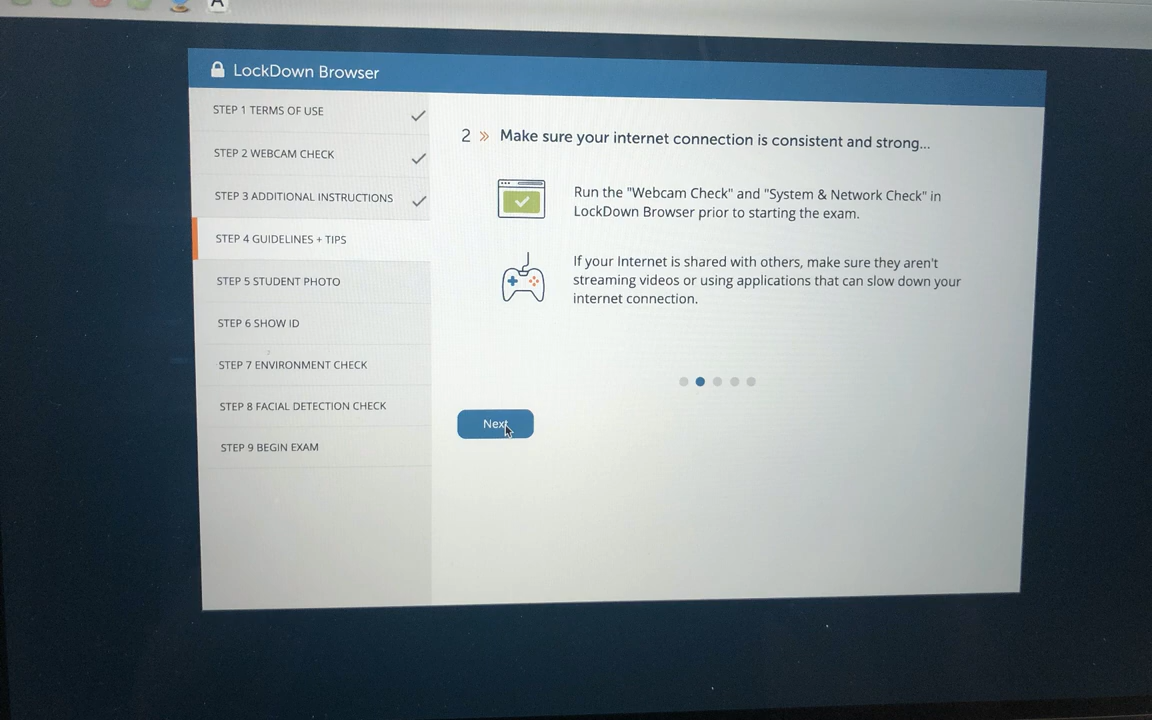 A
LockDown Browser
STEP 1 TERMS OF USE
STEP 2 WEBCAM CHECK
STEP 3 ADDITIONAL INSTRUCTIONS
STEP 4 GUIDELINES + TIPS
STEP 5 STUDENT PHOTO
STEP 6 SHOW ID
STEP 7 ENVIRONMENT CHECK
STEP 8 FACIAL DETECTION CHECK
STEP 9 BEGIN EXAM
2 » Make sure your internet connection is consistent and strong...
Run the "Webcam Check" and "System & Network Check" in
LockDown Browser prior to starting the exam.
If your Internet is shared with others, make sure they aren't
streaming videos or using applications that can slow down your
internet connection.
Next